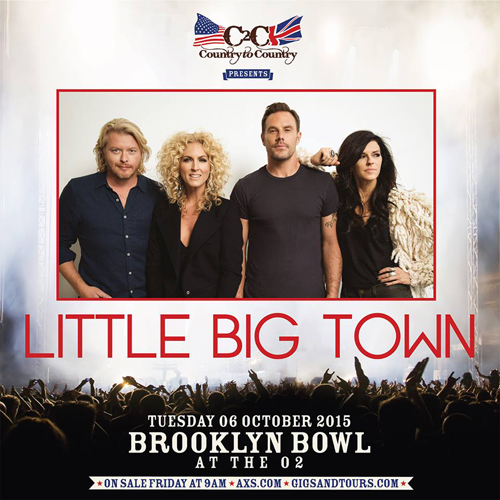 C2C
Country to Country
PRESENTS
LITTLE BIG TOWN
TUESDAY 06 OCTOBER 2015
BROOKLYN BOWL
AT THE O2
★ ON SALE FRIDAY AT 9AM ★ AXS.COM ★ GIGSANDTOURS.COM ★